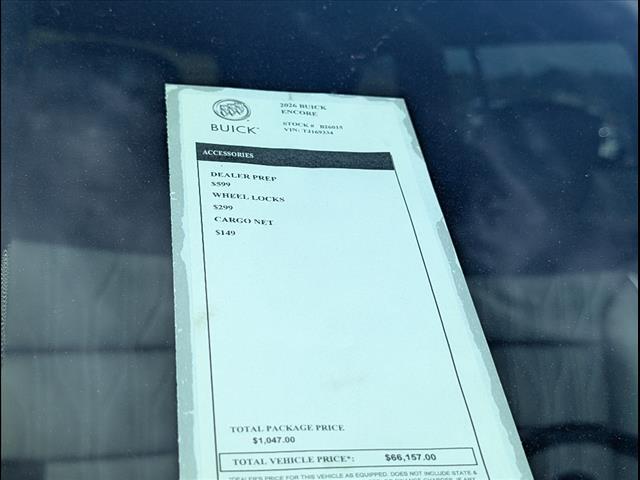 BUICK
2026 BUICK
ENCORE
STOCK # B26015
VIN: TJ169334
ACCESSORIES
DEALER PREP
$599
WHEEL LOCKS
$299
CARGO NET
$149
TOTAL PACKAGE PRICE
$1,047.00
TOTAL VEHICLE PRICE*: $66,157.00
*DEALER'S PRICE FOR THIS VEHICLE AS EQUIPPED. DOES NOT INCLUDE STATE &